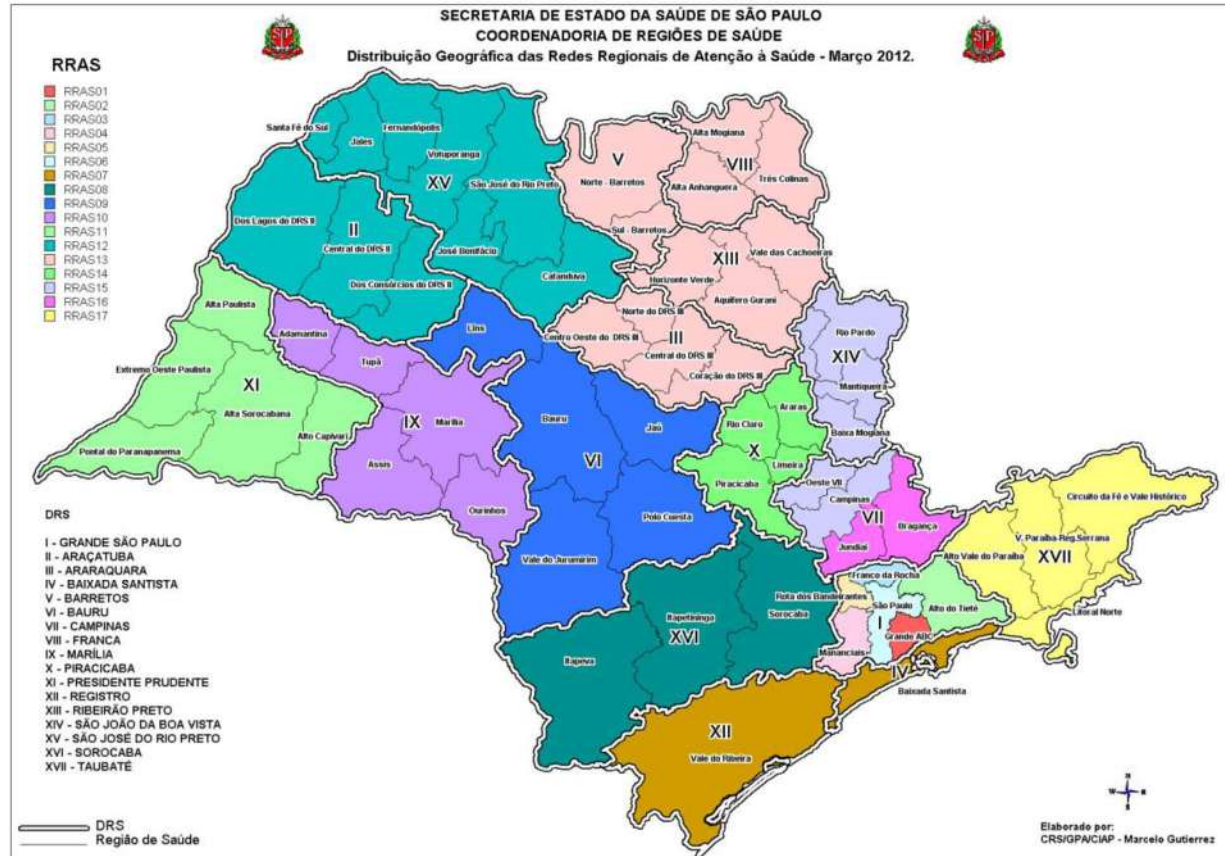 SECRETARIA DE ESTADO DA SAÚDE DE SÃO PAULO
COORDENADORIA DE REGIÕES DE SAÚDE
Distribuição Geográfica das Redes Regionais de Atenção à Saúde - Março 2012.
SP
SP
RRAS
RRAS01
RRAS02
RRAS03
RRAS04
RRAS05
RRAS06
RRAS07
RRAS08
RRAS09
RRAS10
RRAS11
RRAS12
RRAS13
RRAS14
RRAS15
RRAS16
RRAS17
Santa Fé do Sul
Jales
Fernandópolis
Votuporanga
XV
São José do Rio Preto
José Bonifácio
Catanduva
Dos Lagos do DRS II
II
Central do DRS II
Dos Consórcios do DRS II
V
Norte - Barretos
Sul - Barretos
Alta Mogiana
VIII
Três Colinas
Alta Anhanguera
XIII
Vale das Cachoeiras
Horizonte Verde
Aquífero Gurani
Norte do DRS III
Centro Oeste do DRS III
III
Central do DRS III
Coração do DRS III
Rio Pardo
XIV
Mantiqueira
Baixa Mogiana
Alta Paulista
Extremo Oeste Paulista
XI
Alta Sorocabana
Alto Capivari
Pontal do Paranapanema
Adamantina
Tupã
IX
Marília
Assis
Ourinhos
Lins
Bauru
Jaú
VI
Polo Cuesta
Vale do Jurumirim
Araras
Rio Claro
X
Limeira
Piracicaba
Oeste VII
Campinas
VII
Bragança
Jundiaí
Circuito da Fé e Vale Histórico
V. Paraíba-Reg.Serrana
XVII
Alto Vale do Paraíba
Litoral Norte
Franco da Rocha
Rota dos Bandeirantes
São Paulo
I
Alto do Tietê
Grande ABC
Mananciais
IV
Baixada Santista
Itapetininga
Sorocaba
XVI
Itapeva
XII
Vale do Ribeira
DRS
I - GRANDE SÃO PAULO
II - ARAÇATUBA
III - ARARAQUARA
IV - BAIXADA SANTISTA
V - BARRETOS
VI - BAURU
VII - CAMPINAS
VIII - FRANCA
IX - MARÍLIA
X - PIRACICABA
XI - PRESIDENTE PRUDENTE
XII - REGISTRO
XIII - RIBEIRÃO PRETO
XIV - SÃO JOÃO DA BOA VISTA
XV - SÃO JOSÉ DO RIO PRETO
XVI - SOROCABA
XVII - TAUBATÉ
DRS
Região de Saúde
N
W
S
Elaborado por:
CRS/GPA/CIAP - Marcelo Gutierrez